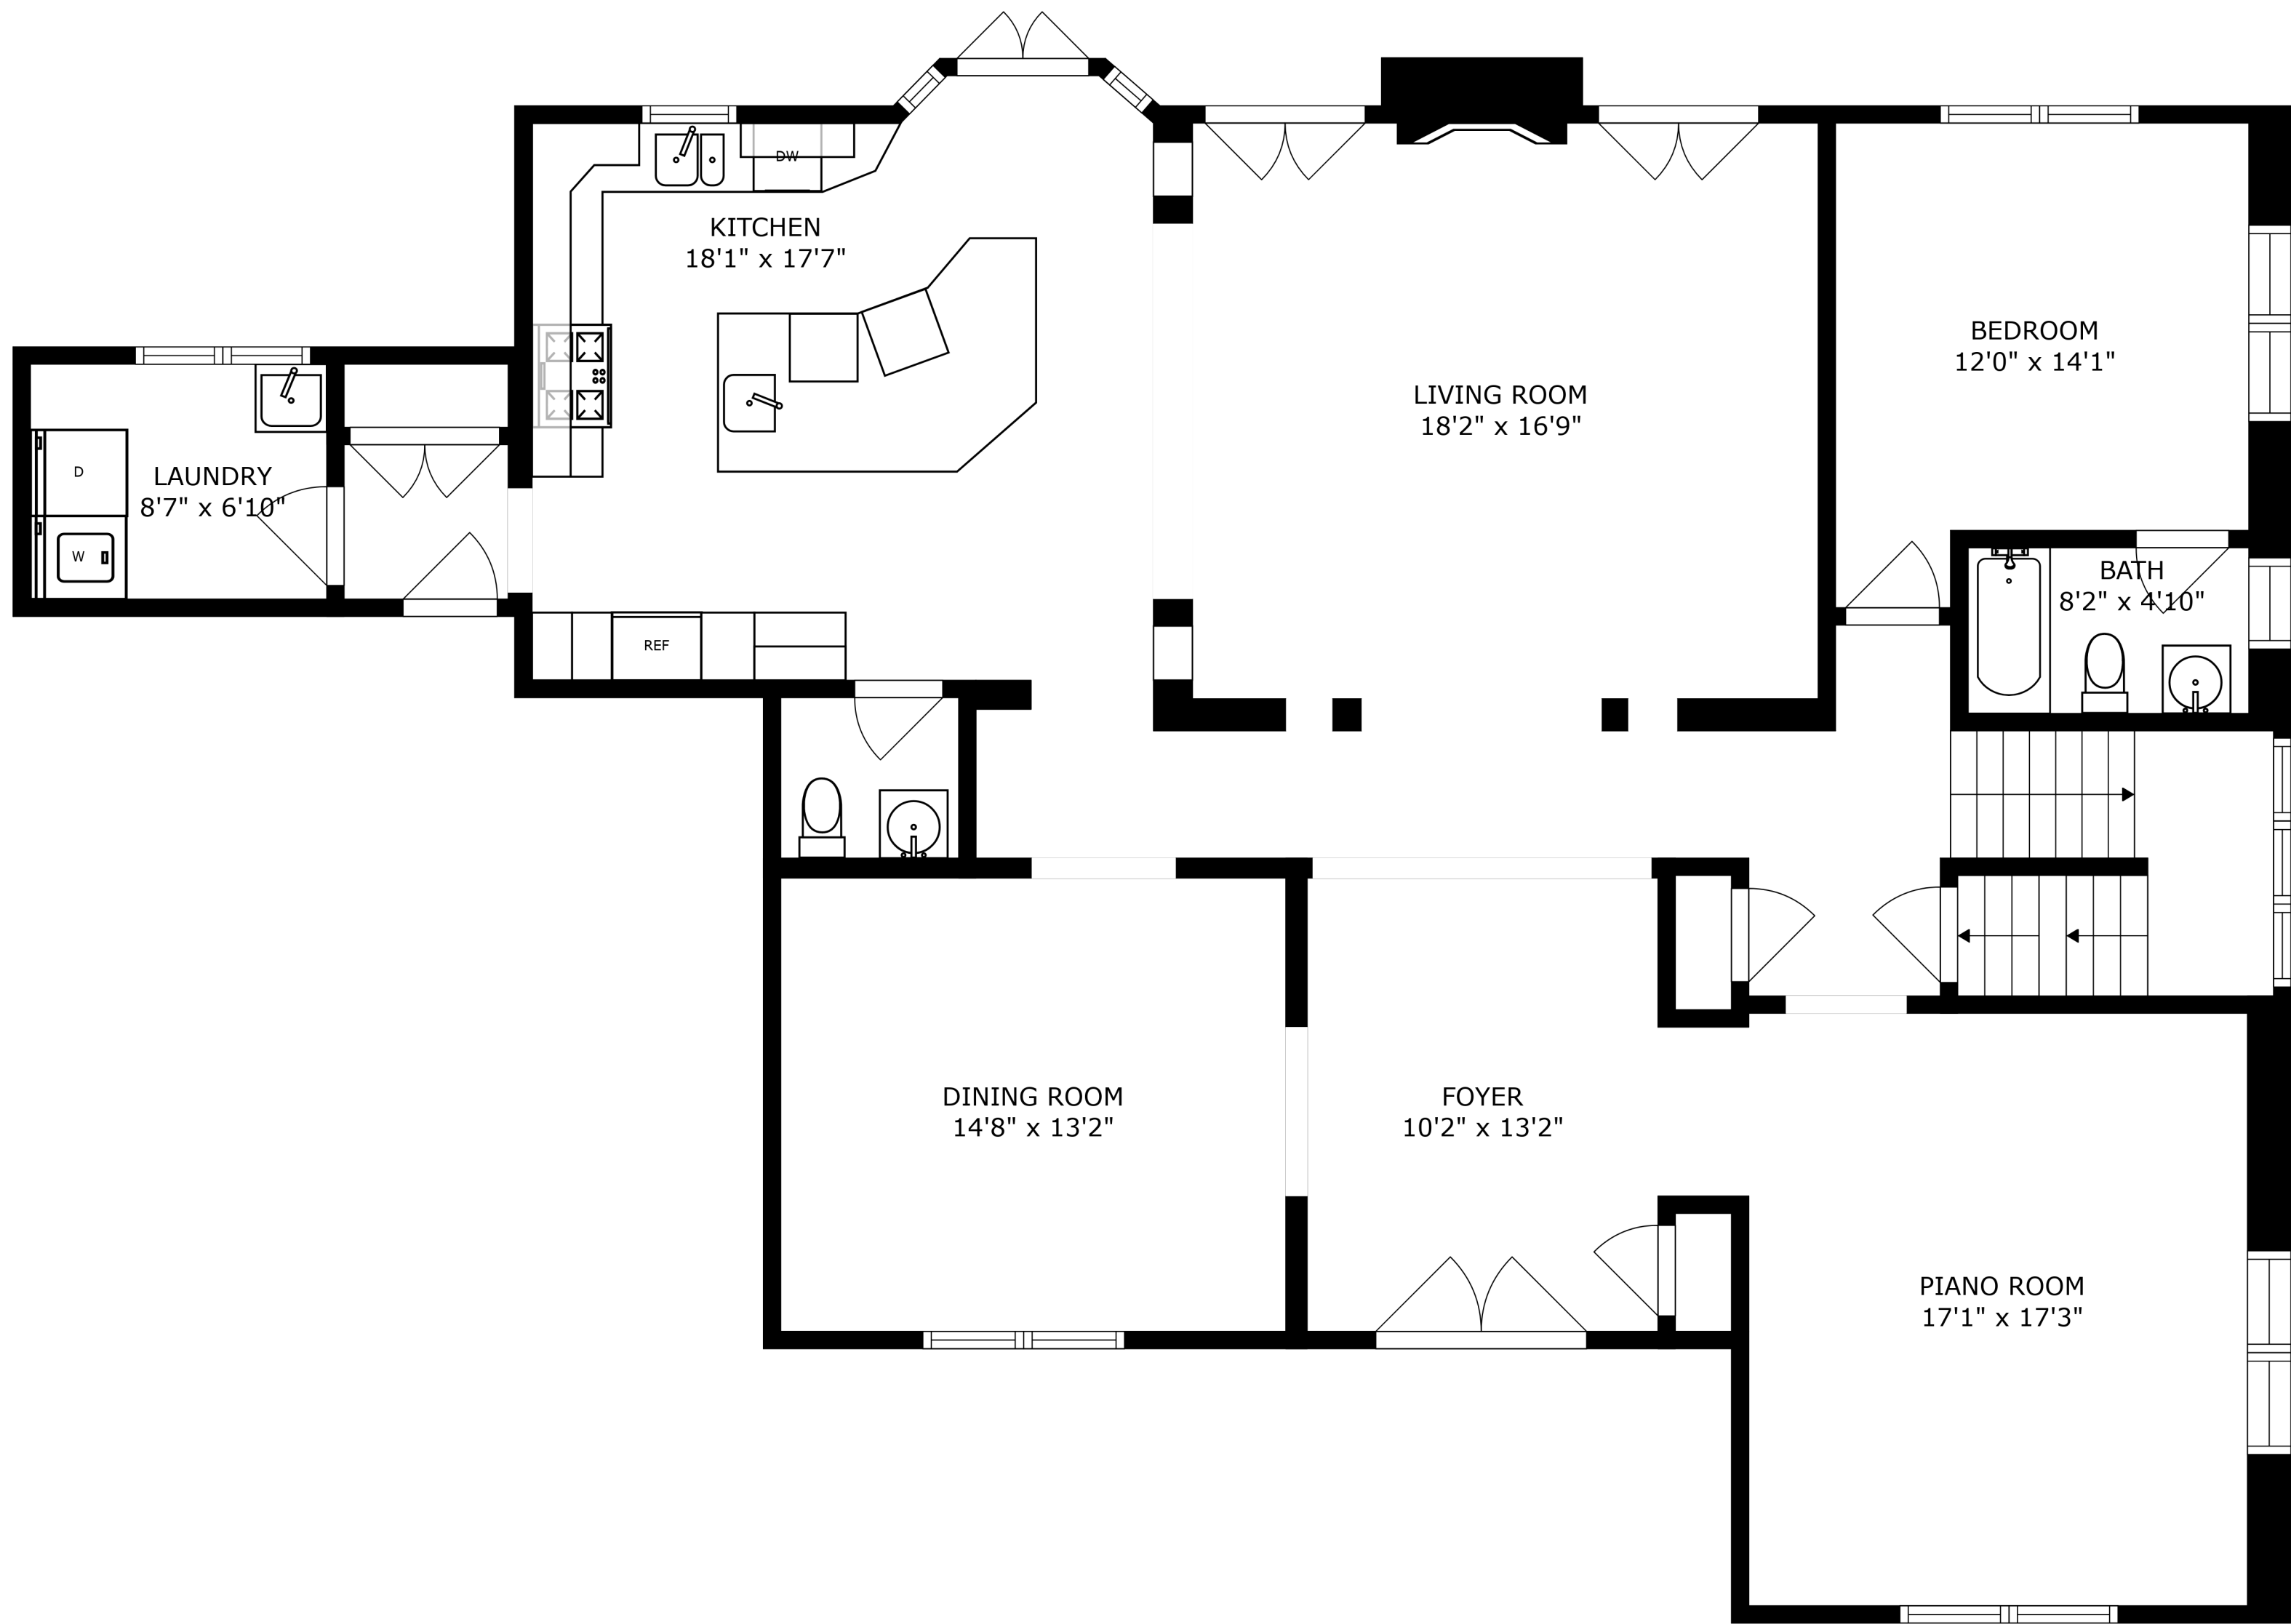 DW
KITCHEN
18'1" x 17'7"
BEDROOM
12'0" x 14'1"
LIVING ROOM
18'2" x 16'9"
D
LAUNDRY
8'7" x 6'10"
W
BATH
8'2" x 4'10"
REF
DINING ROOM
14'8" x 13'2"
FOYER
10'2" x 13'2"
PIANO ROOM
17'1" x 17'3"